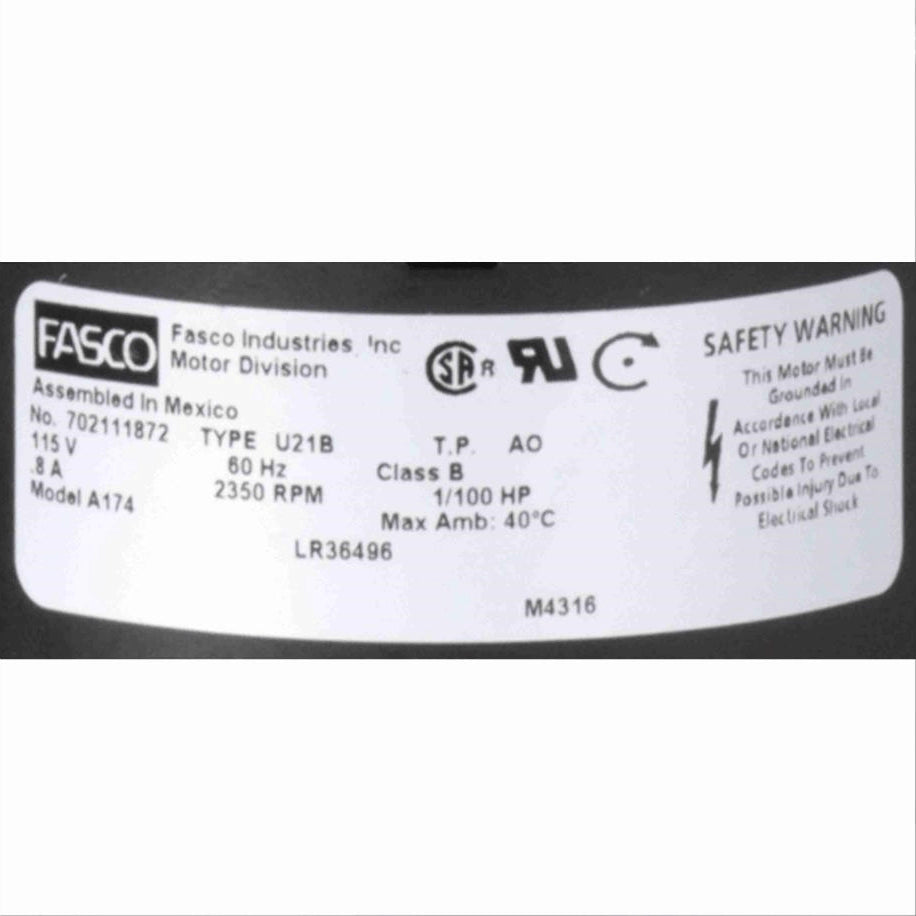 FASCO
Fasco Industries, Inc
Motor Division
Assembled In Mexico
No. 702111872 TYPE U21B T.P. AO
115 V 60 Hz Class B
.8 A 2350 RPM 1/100 HP
Model A174 Max Amb: 40°C
LR36496
M4316
SA R
RU
SAFETY WARNING
This Motor Must Be
Grounded In
Accordance With Local
Or National Electrical
Codes To Prevent
Possible Injury Due To
Electrical Shock